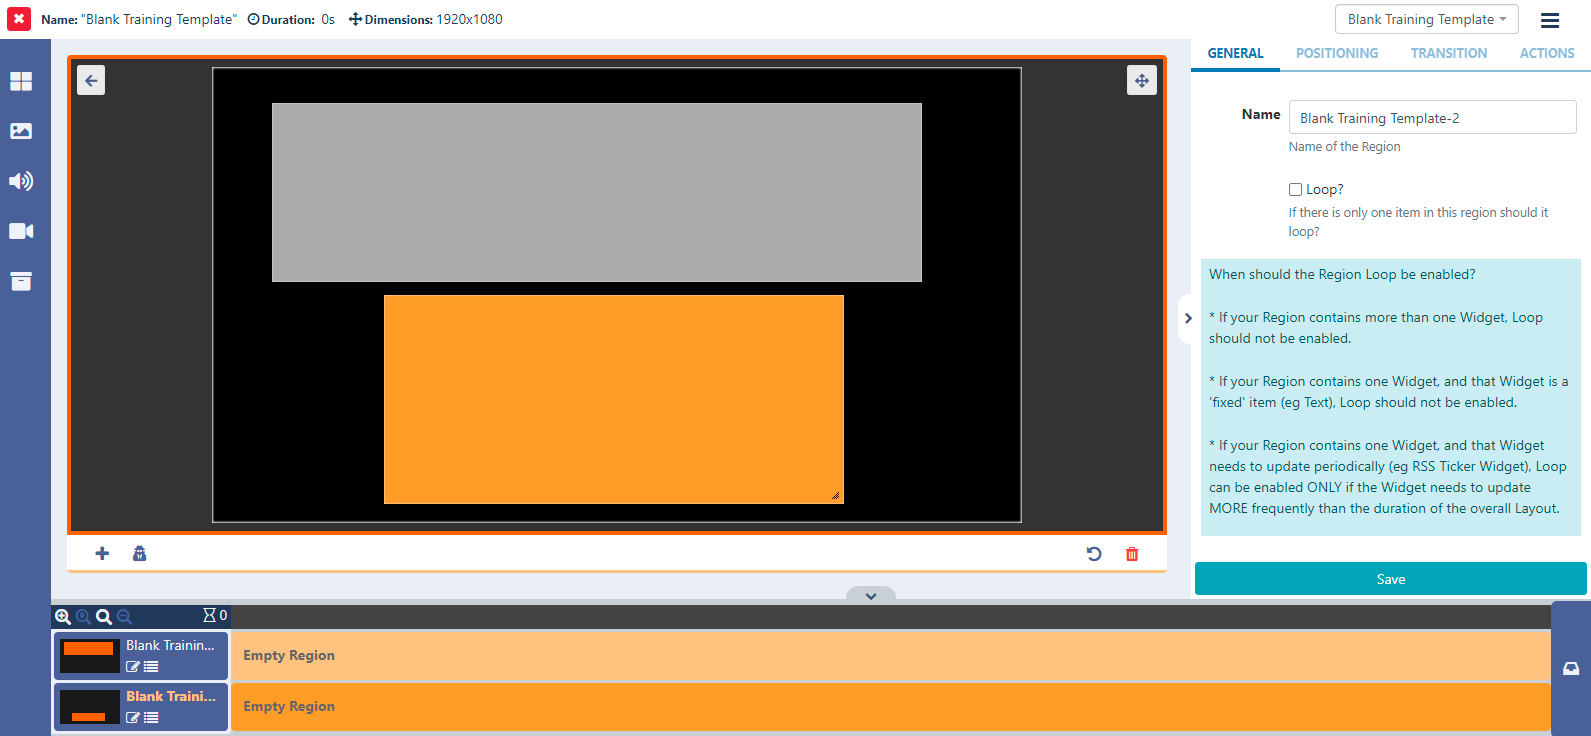 Name: "Blank Training Template" Duration: 0s Dimensions: 1920x1080
Blank Training Template
GENERAL POSITIONING TRANSITION ACTIONS
Name Blank Training Template-2
Name of the Region
Loop?
If there is only one item in this region should it
loop?
When should the Region Loop be enabled?
* If your Region contains more than one Widget, Loop
should not be enabled.
* If your Region contains one Widget, and that Widget is a
'fixed' item (eg Text), Loop should not be enabled.
* If your Region contains one Widget, and that Widget
needs to update periodically (eg RSS Ticker Widget), Loop
can be enabled ONLY if the Widget needs to update
MORE frequently than the duration of the overall Layout.
Save
0
Blank Trainin...
Empty Region
Blank Traini...
Empty Region